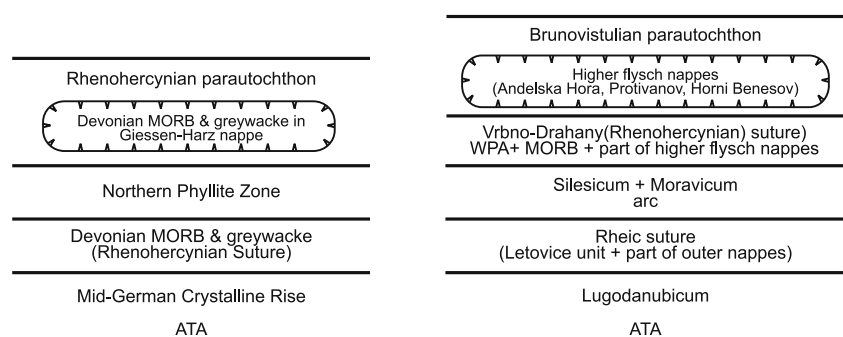 Rhenohercynian parautochthon
Devonian MORB & greywacke in
Giessen-Harz nappe
Northern Phyllite Zone
Devonian MORB & greywacke
(Rhenohercynian Suture)
Mid-German Crystalline Rise
ATA
Brunovistulian parautochthon
Higher flysch nappes
(Andelska Hora, Protivanov, Horni Benesov)
Vrbno-Drahany(Rhenohercynian) suture)
WPA+ MORB + part of higher flysch nappes
Silesicum + Moravicum
arc
Rheic suture
(Letovice unit + part of outer nappes)
Lugodanubicum
ATA